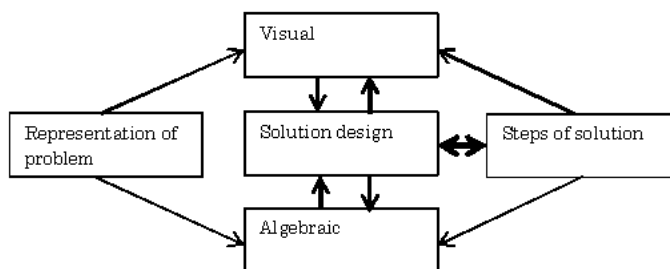 Visual
Representation of
problem
Solution design
Steps of solution
Algebraic